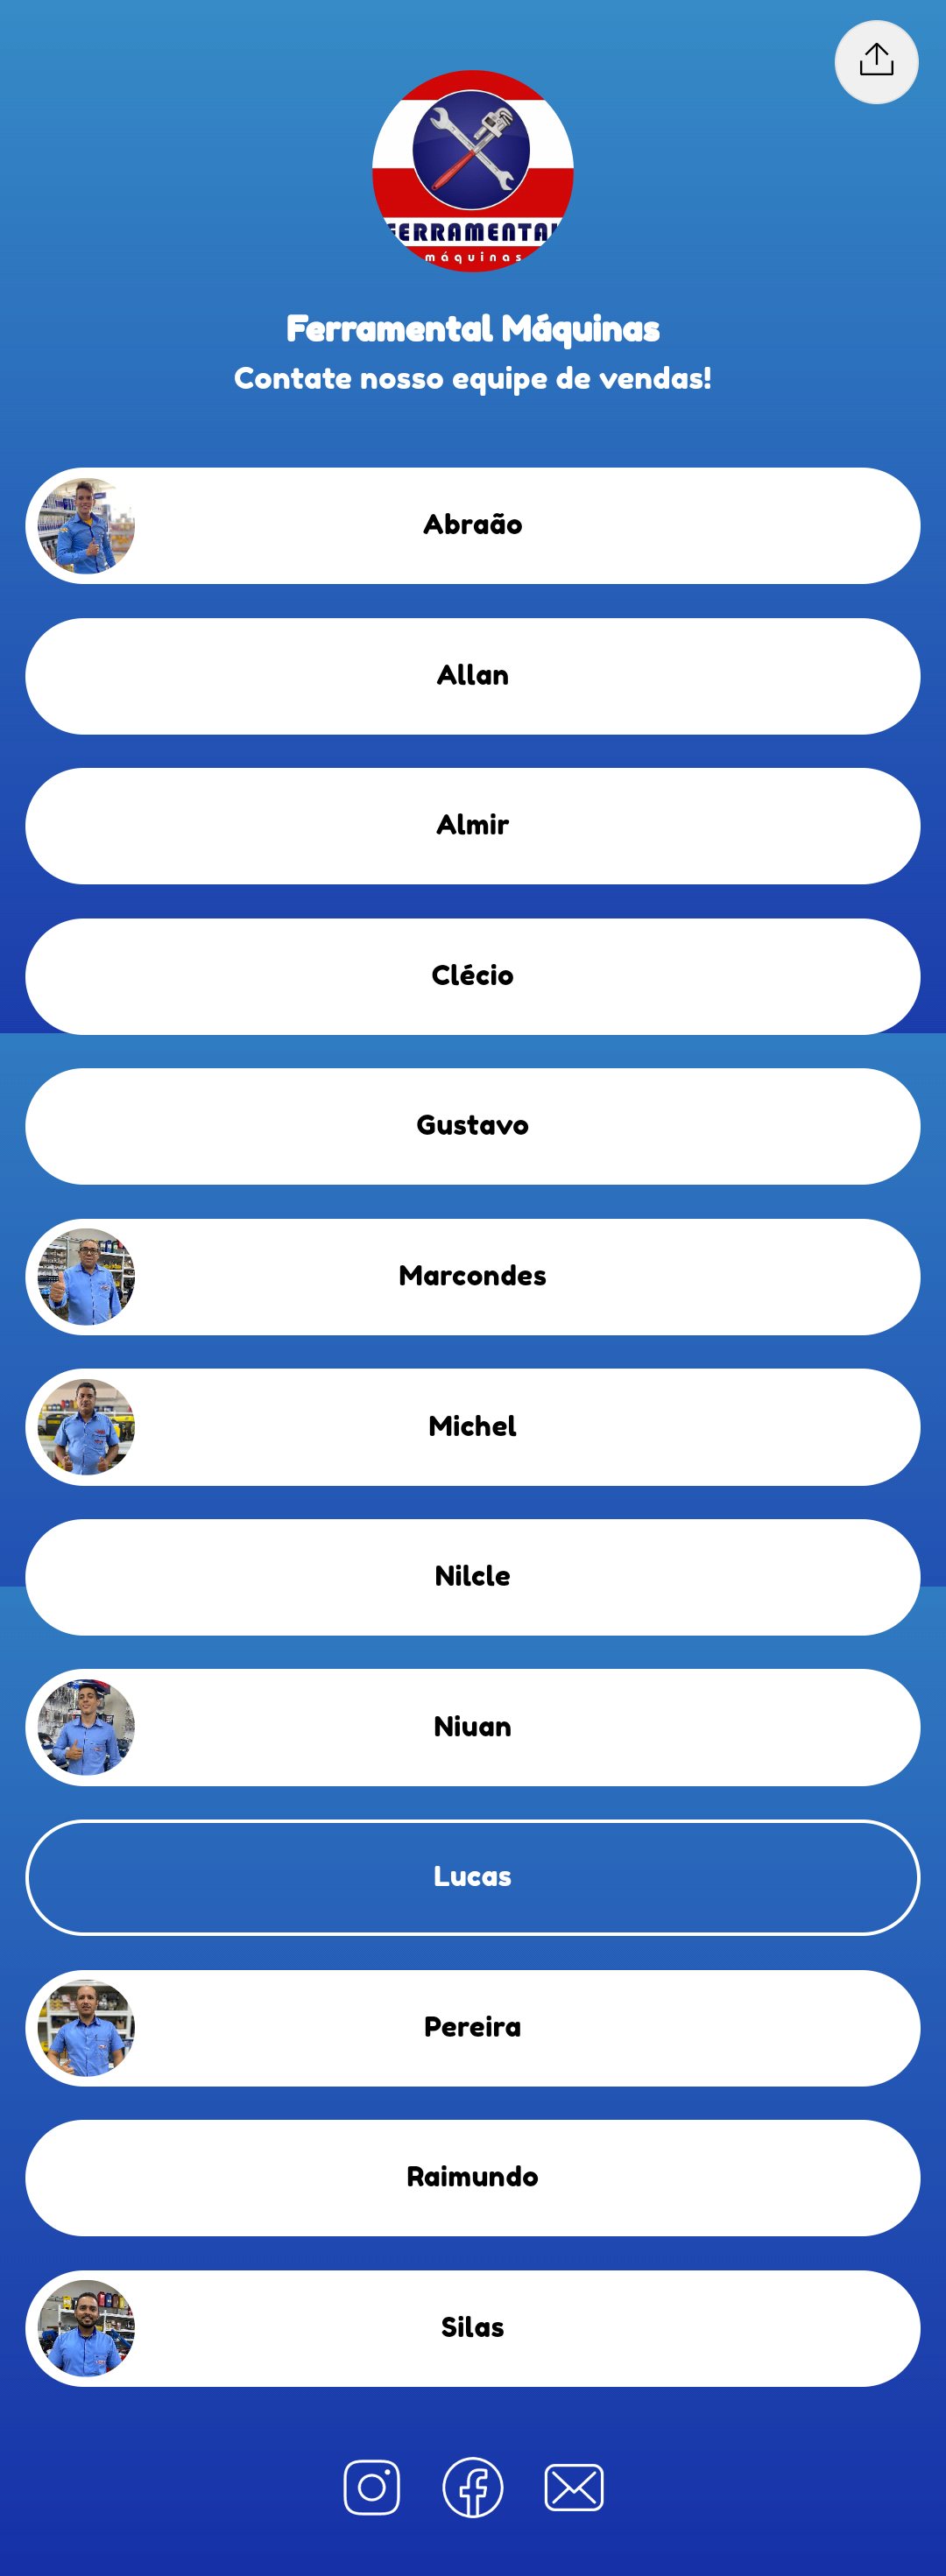 FERRAMENTAL
máquinas
Ferramental Máquinas
Contate nosso equipe de vendas!
Abraão
Allan
Almir
Clécio
Gustavo
Marcondes
Michel
Nilcle
Niuan
Lucas
Pereira
Raimundo
Silas